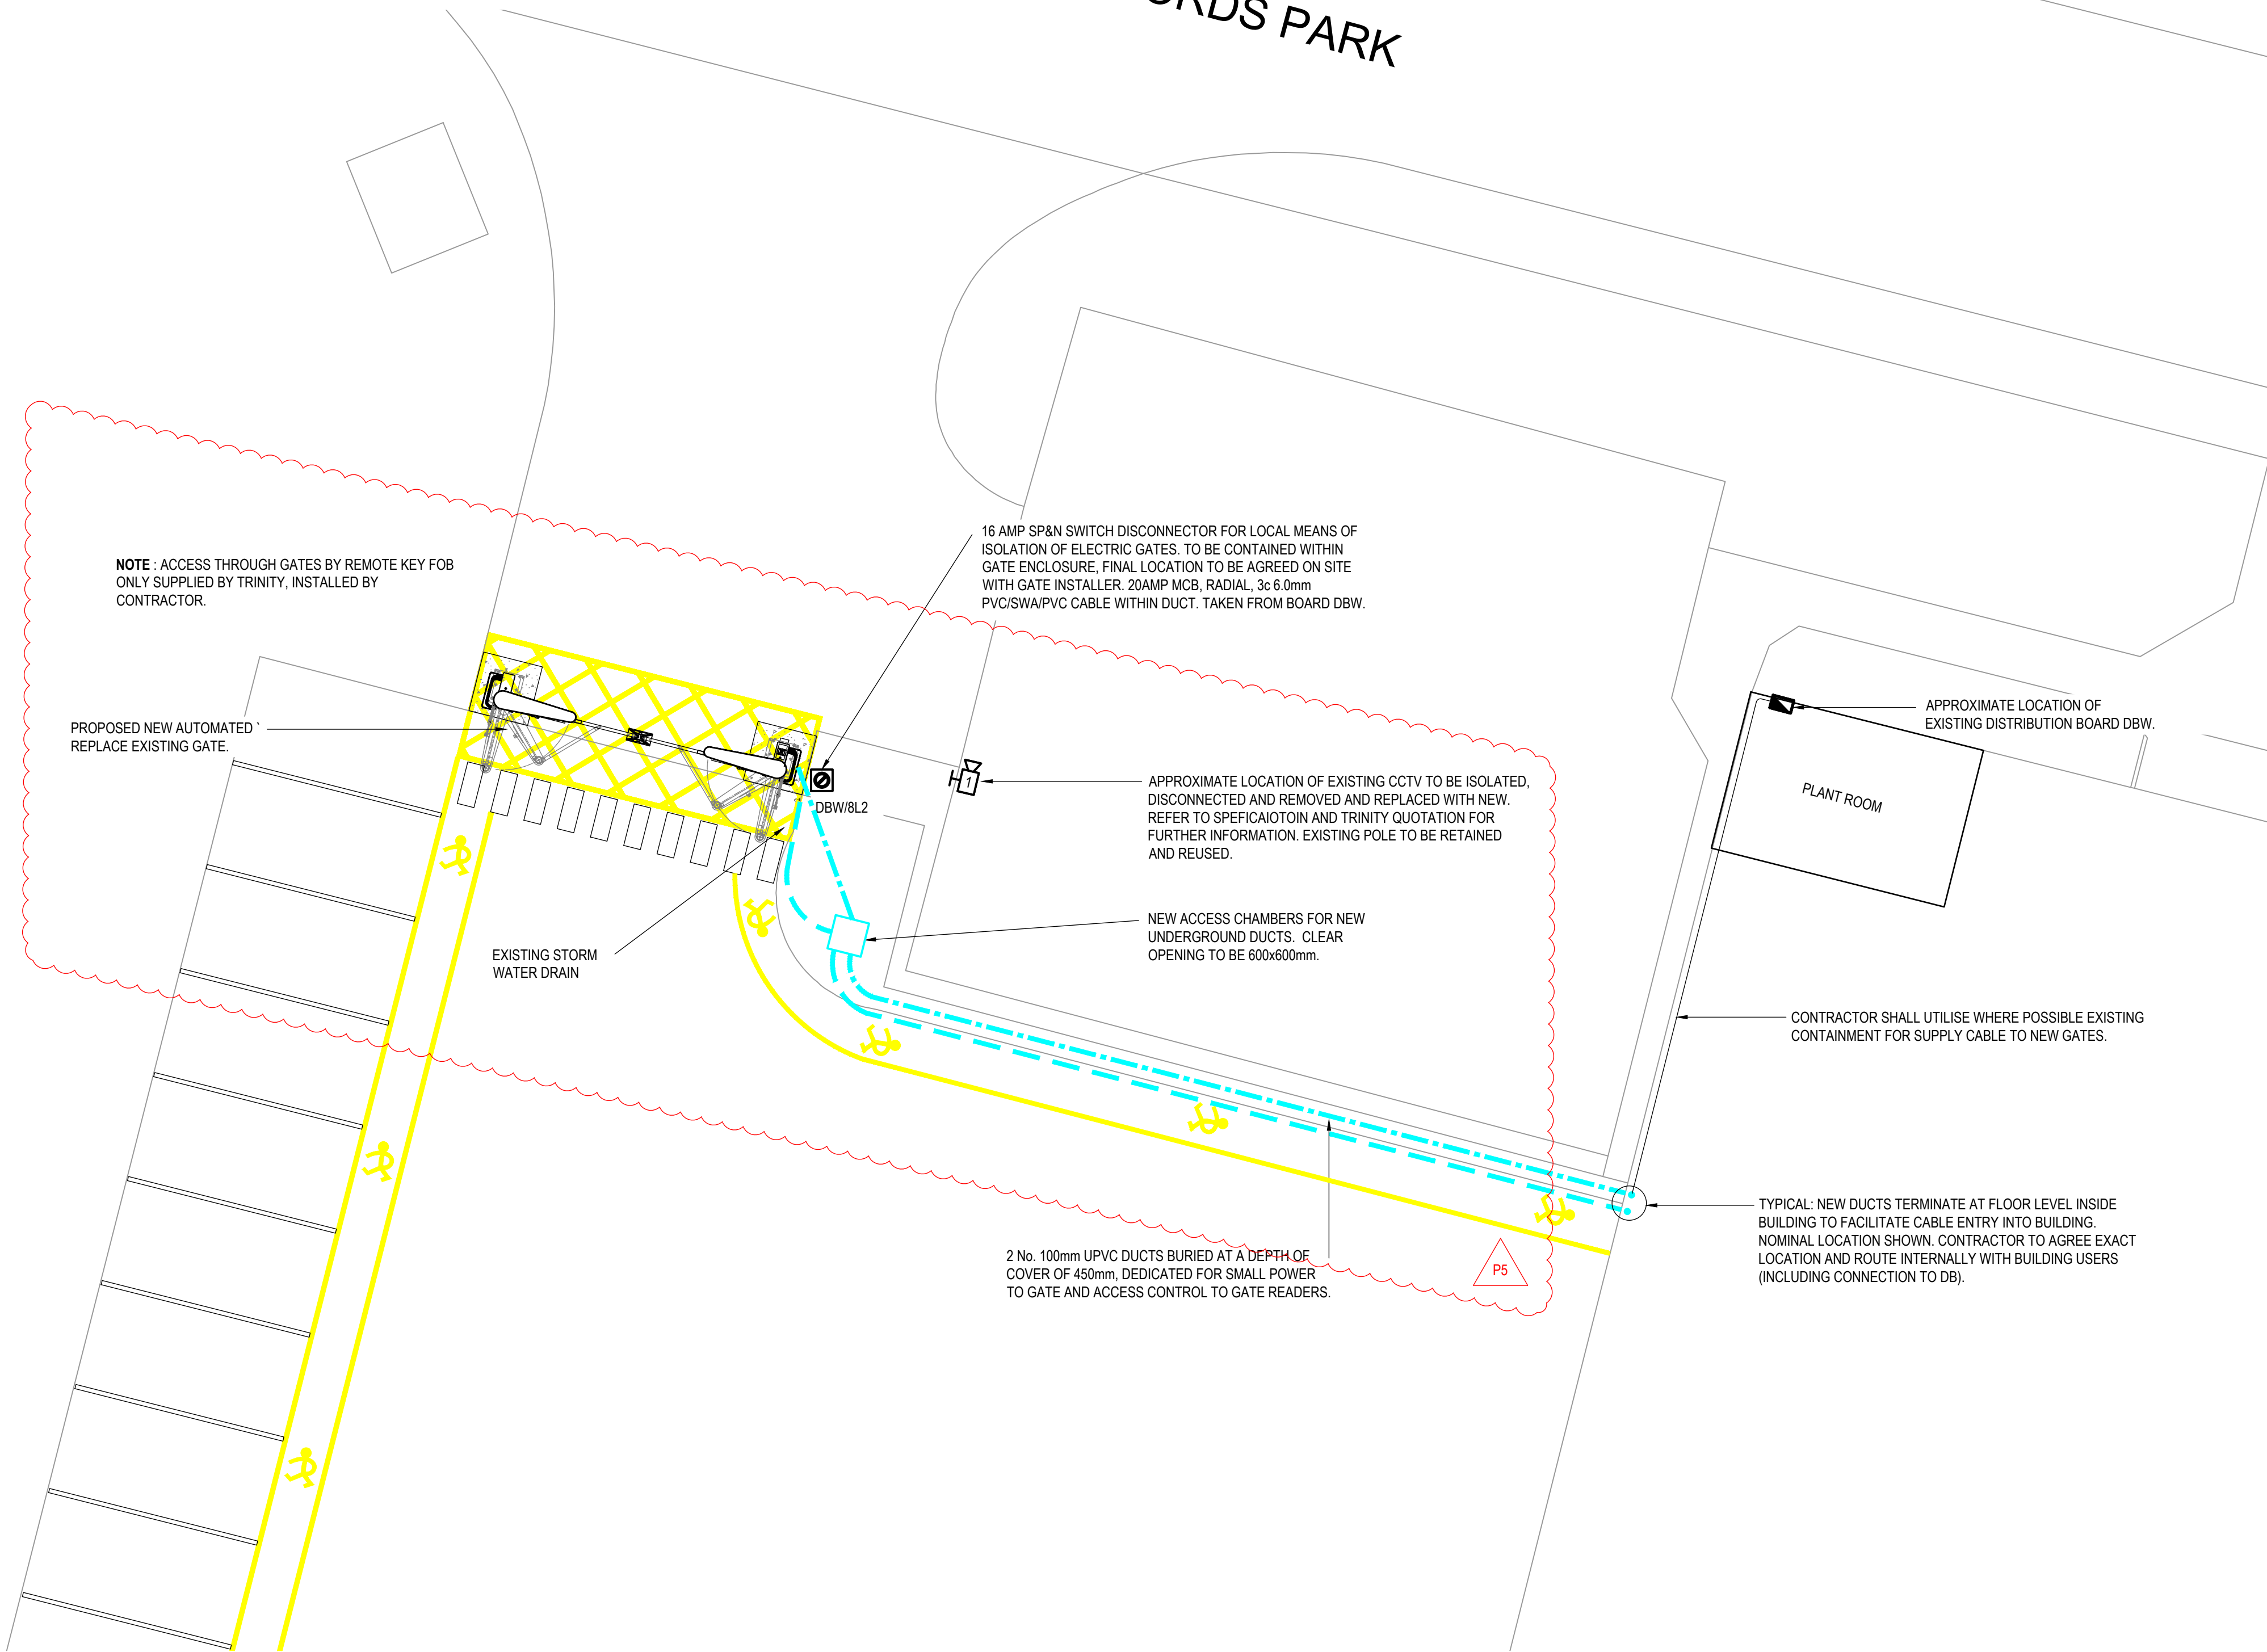 PARK
16 AMP SP&N SWITCH DISCONNECTOR FOR LOCAL MEANS OF
ISOLATION OF ELECTRIC GATES. TO BE CONTAINED WITHIN
GATE ENCLOSURE, FINAL LOCATION TO BE AGREED ON SITE
WITH GATE INSTALLER. 20AMP MCB, RADIAL, 3c 6.0mm
PVC/SWA/PVC CABLE WITHIN DUCT. TAKEN FROM BOARD DBW.
NOTE : ACCESS THROUGH GATES BY REMOTE KEY FOB
ONLY SUPPLIED BY TRINITY, INSTALLED BY
CONTRACTOR.
PROPOSED NEW AUTOMATED
REPLACE EXISTING GATE.
APPROXIMATE LOCATION OF
EXISTING DISTRIBUTION BOARD DBW.
PLANT ROOM
1
DBW/8L2
APPROXIMATE LOCATION OF EXISTING CCTV TO BE ISOLATED,
DISCONNECTED AND REMOVED AND REPLACED WITH NEW.
REFER TO SPEFICAIOTOIN AND TRINITY QUOTATION FOR
FURTHER INFORMATION. EXISTING POLE TO BE RETAINED
AND REUSED.
NEW ACCESS CHAMBERS FOR NEW
UNDERGROUND DUCTS. CLEAR
OPENING TO BE 600x600mm.
EXISTING STORM
WATER DRAIN
CONTRACTOR SHALL UTILISE WHERE POSSIBLE EXISTING
CONTAINMENT FOR SUPPLY CABLE TO NEW GATES.
TYPICAL: NEW DUCTS TERMINATE AT FLOOR LEVEL INSIDE
BUILDING TO FACILITATE CABLE ENTRY INTO BUILDING.
NOMINAL LOCATION SHOWN. CONTRACTOR TO AGREE EXACT
LOCATION AND ROUTE INTERNALLY WITH BUILDING USERS
(INCLUDING CONNECTION TO DB).
2 No. 100mm UPVC DUCTS BURIED AT A DEPTH OF
COVER OF 450mm, DEDICATED FOR SMALL POWER
TO GATE AND ACCESS CONTROL TO GATE READERS.
P5